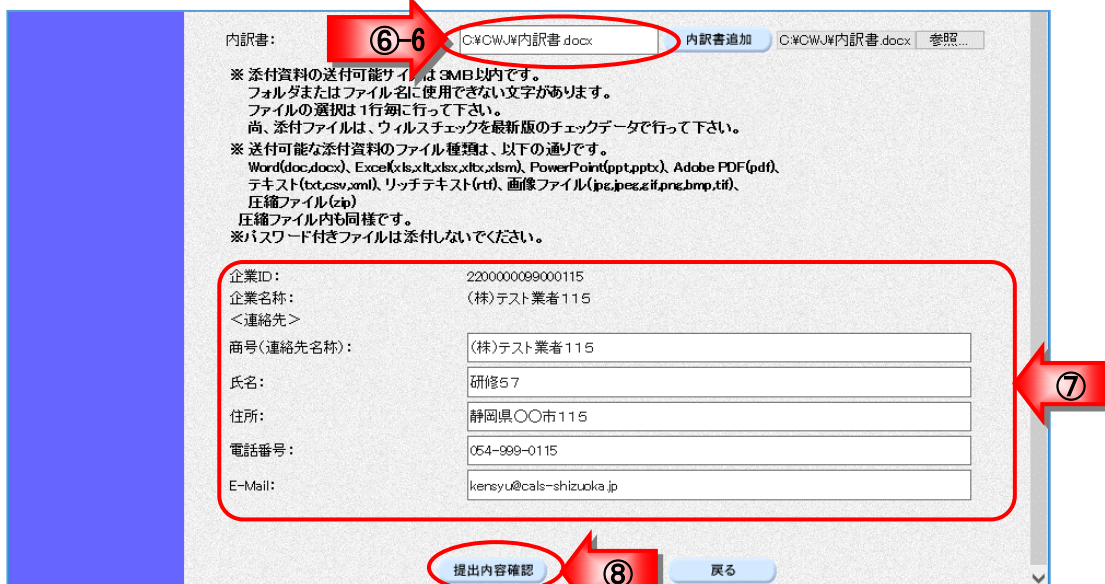 内訳書： ⑥-6 C:¥CWJ¥内訳書.docx 内訳書追加 C:¥CWJ¥内訳書.docx 参照...
※ 添付資料の送付可能サイズは3MB以内です。
フォルダまたはファイル名に使用できない文字があります。
ファイルの選択は1行毎に行って下さい。
尚、添付ファイルは、ウィルスチェックを最新版のチェックデータで行って下さい。
※ 送付可能な添付資料のファイル種類は、以下の通りです。
Word(doc,docx)、Excel(xls,xlt,xlsx,xltx,xlsm)、PowerPoint(ppt,pptx)、Adobe PDF(pdf)、
テキスト(txt,csv,xml)、リッチテキスト(rtf)、画像ファイル(jpg,jpeg,gif,png,bmp,tif)、
圧縮ファイル(zip)
圧縮ファイル内も同様です。
※パスワード付きファイルは添付しないでください。
企業ID： 2200000099000115
企業名称： (株)テスト業者１１５
＜連絡先＞
商号(連絡先名称)： (株)テスト業者１１５
氏名： 研修５７
⑦
住所： 静岡県〇〇市１１５
電話番号： 054-999-0115
E-Mail： kensyu@cals-shizuoka.jp
提出内容確認 ⑧ 戻る